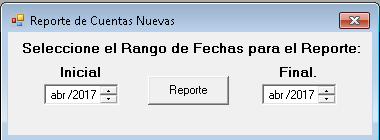 Reporte de Cuentas Nuevas
Seleccione el Rango de Fechas para el Reporte:
Inicial Final.
abr /2017 Reporte abr /2017